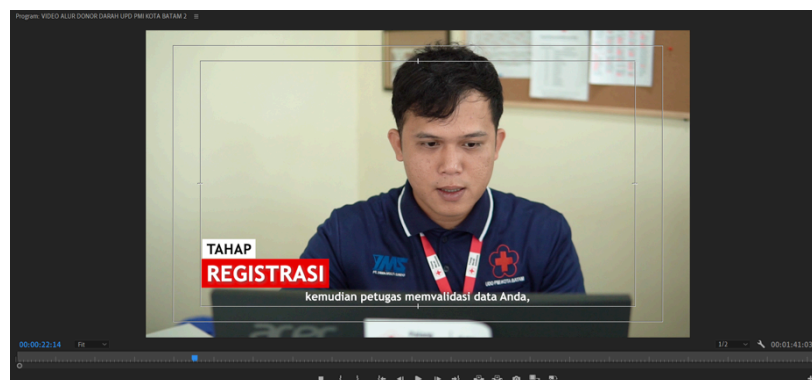 Program: VIDEO ALUR DONOR DARAH UPD PMI KOTA BATAM 2
TAHAP
REGISTRASI
kemudian petugas memvalidasi data Anda,
acer
00:00:22:14
Fit
1/2
00:01:41:03